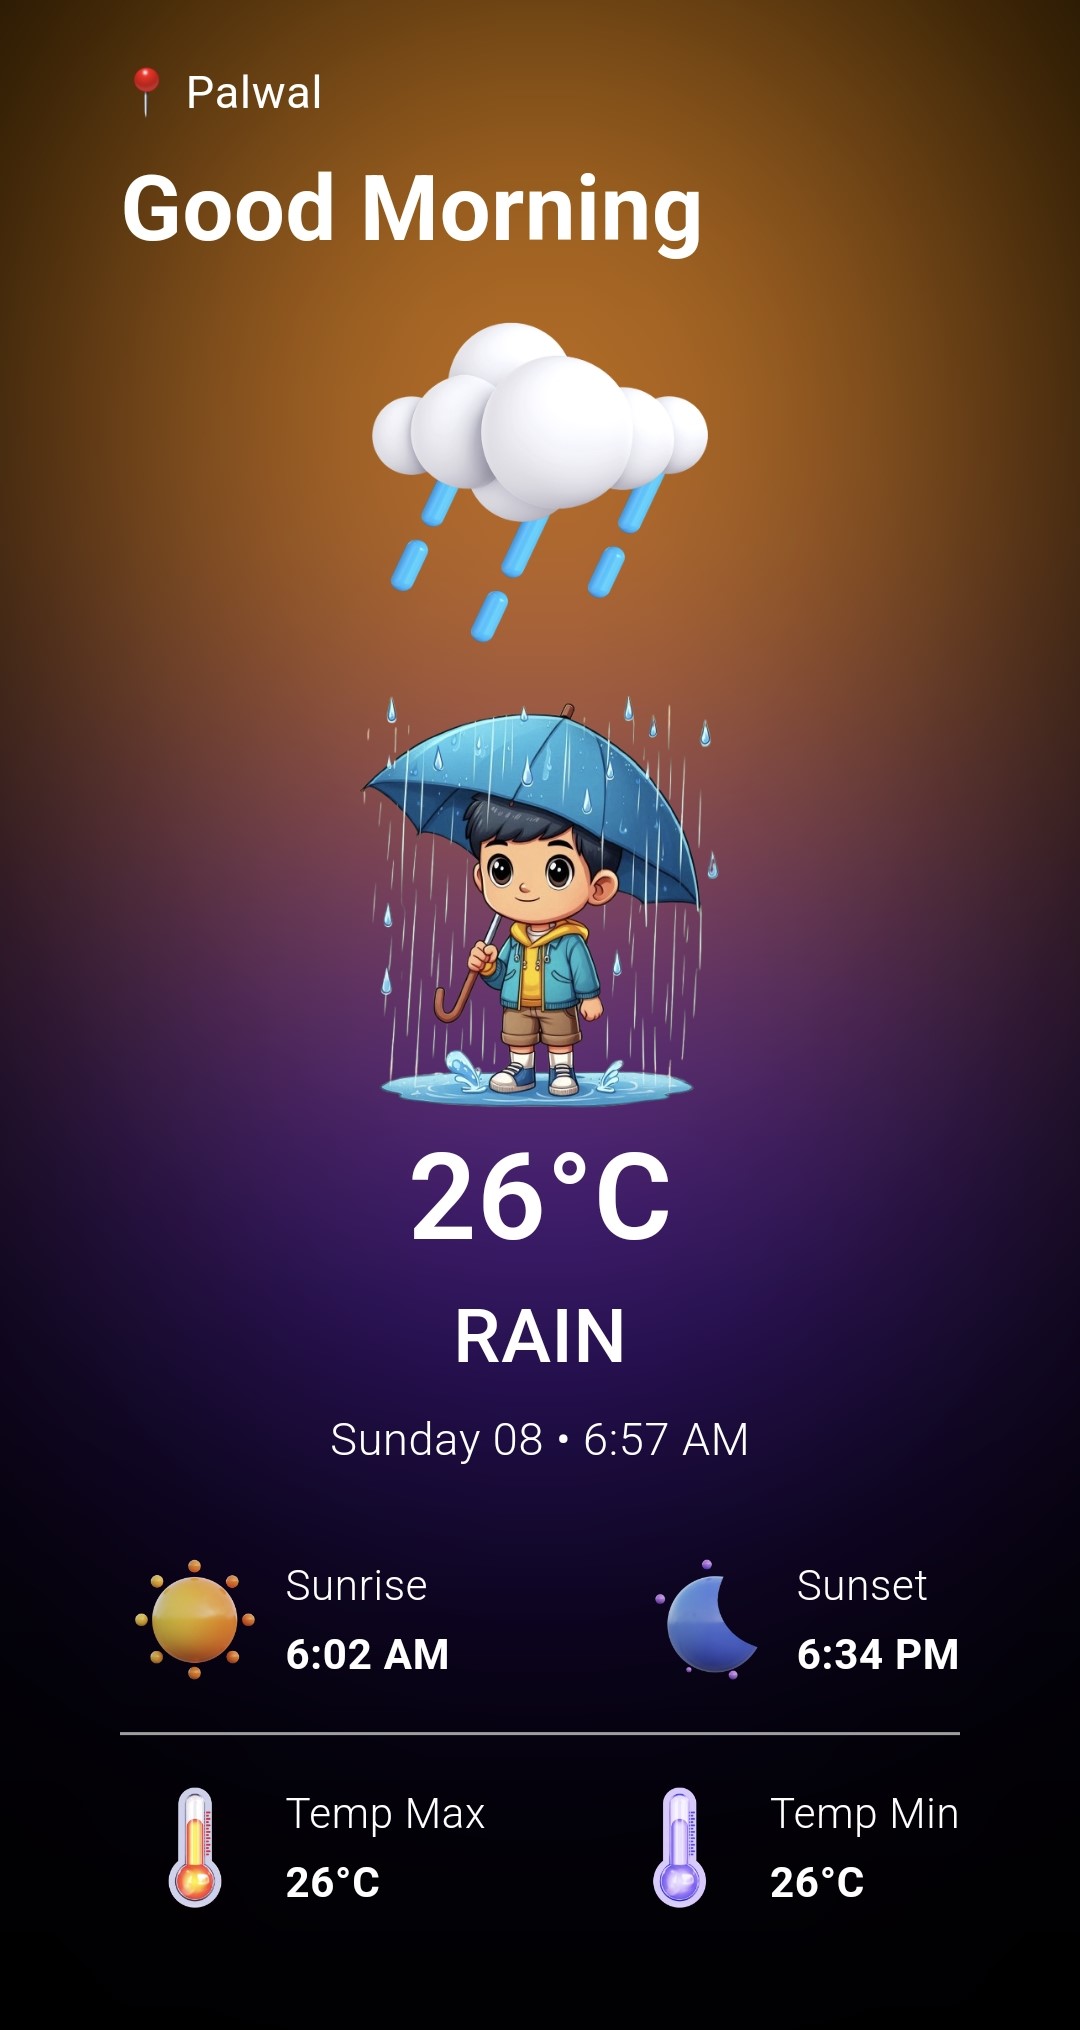 Palwal
Good Morning
26°C
RAIN
Sunday 08 • 6:57 AM
Sunrise
6:02 AM
Sunset
6:34 PM
Temp Max
26°C
Temp Min
26°C